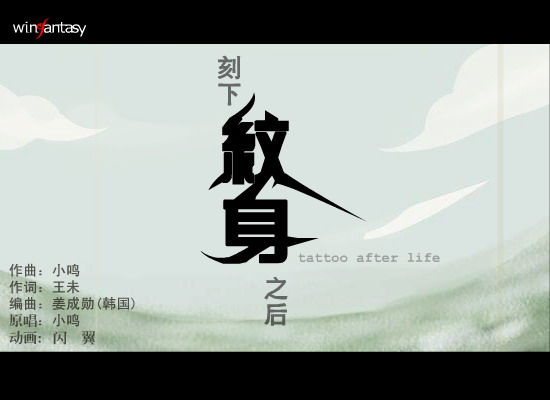 winfantasy
刻下
紋身
tattoo after life
之后
作曲：小鸣
作词：王未
编曲：姜成勋(韩国)
原唱：小鸣
动画：闪 翼